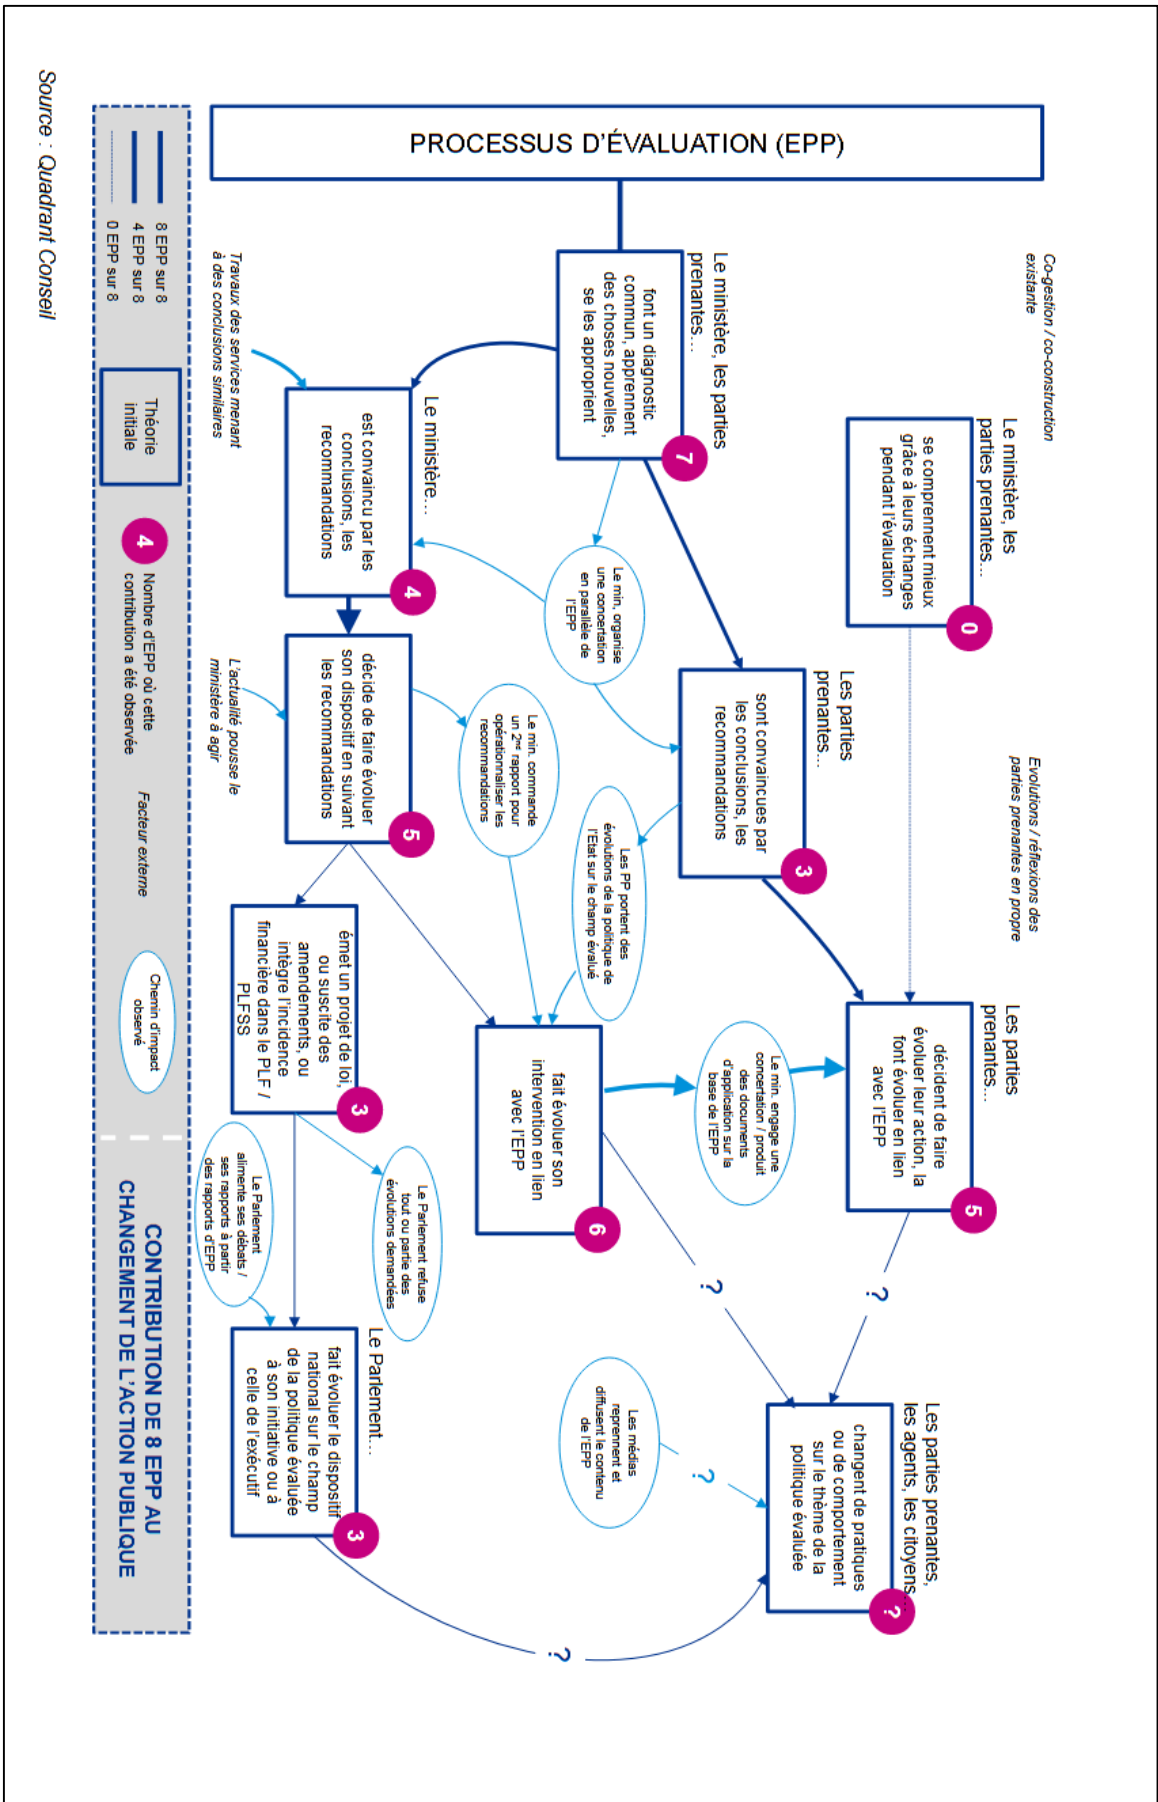 PROCESSUS D'ÉVALUATION (EPP)
Co-gestion / co-construction
existante
Evolutions / réflexions des
parties prenantes en propre
Le ministère, les
parties prenantes…
se comprennent mieux
grâce à leurs échanges
pendant l'évaluation
0
Les parties
prenantes…
décident de faire
évoluer leur action, la
font évoluer en lien
avec l'EPP
5
?
Les parties prenantes,
les agents, les citoyens…
changent de pratiques
ou de comportement
sur le thème de la
politique évaluée
?
Les parties
prenantes…
sont convaincues par
les conclusions, les
recommandations
3
Le min. engage une
concertation / produit
des documents
d'application sur la
base de l'EPP
?
?
Le ministère, les parties
prenantes…
font un diagnostic
commun, apprennent
des choses nouvelles,
se les approprient
7
Le min, organise
une concertation
en parallèle de
l'EPP
Les PP portent des
évolutions de la politique de
l'Etat sur le champ évalué
Les médias
reprennent et
diffusent le contenu
de l'EPP
?
Le min. commande
un 2nd rapport pour
opérationnaliser les
recommandations
fait évoluer son
intervention en lien
avec l'EPP
6
Le ministère…
est convaincu par les
conclusions, les
recommandations
4
décide de faire évoluer
son dispositif en suivant
les recommandations
5
Le Parlement refuse
tout ou partie des
évolutions demandées
émet un projet de loi,
ou suscite des
amendements, ou
intègre l'incidence
financière dans le PLF /
PLFSS
3
Le Parlement…
fait évoluer le dispositif
national sur le champ
de la politique évaluée
à son initiative ou à
celle de l'exécutif
3
Travaux des services menant
à des conclusions similaires
L'actualité pousse le
ministère à agir
Le Parlement
alimente ses débats /
ses rapports à partir
des rapports d'EPP
8 EPP sur 8
4 EPP sur 8
0 EPP sur 8
Théorie
initiale
4
Nombre d'EPP où cette
contribution a été observée
Facteur externe
Chemin d'impact
observé
CONTRIBUTION DE 8 EPP AU
CHANGEMENT DE L'ACTION PUBLIQUE
Source : Quadrant Conseil